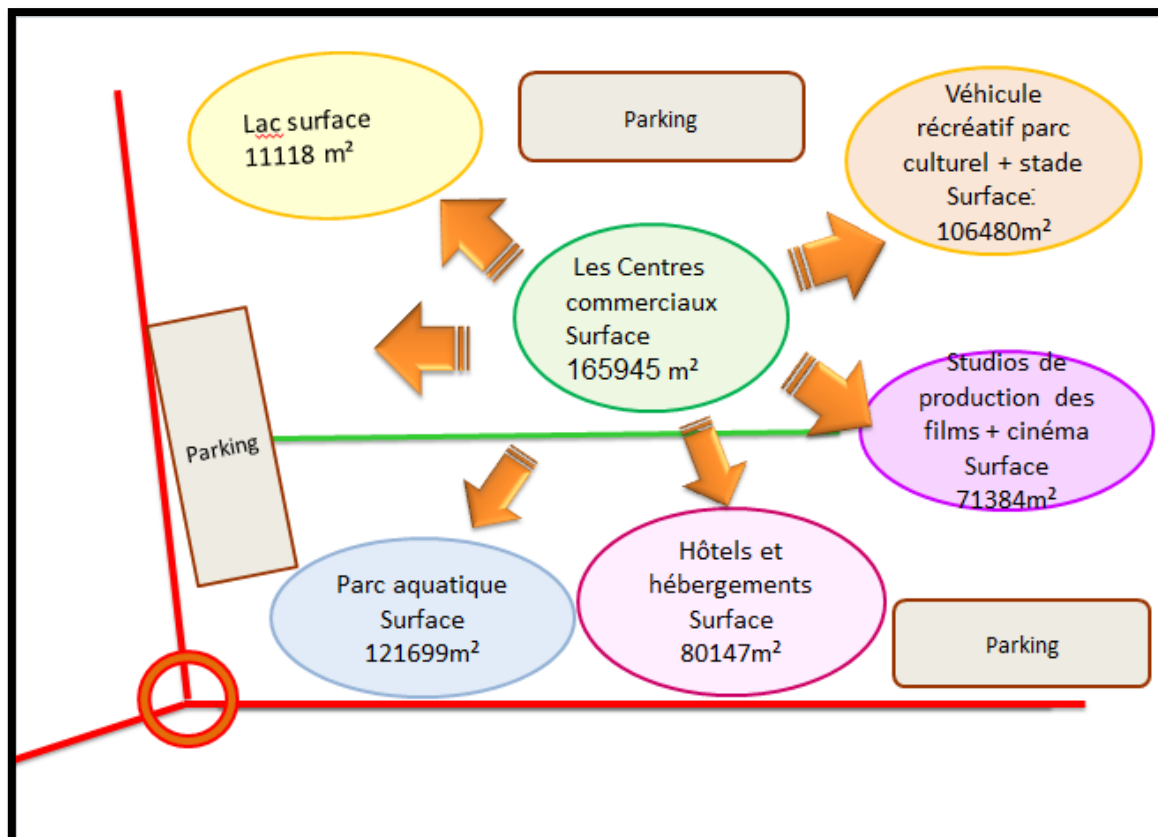 Lac surface
11118 m²
Parking
Véhicule
récréatif parc
culturel + stade
Surface:
106480m²
Les Centres
commerciaux
Surface
165945 m²
Studios de
production des
films + cinéma
Surface
71384m²
Parking
Parc aquatique
Surface
121699m²
Hôtels et
hébergements
Surface
80147m²
Parking